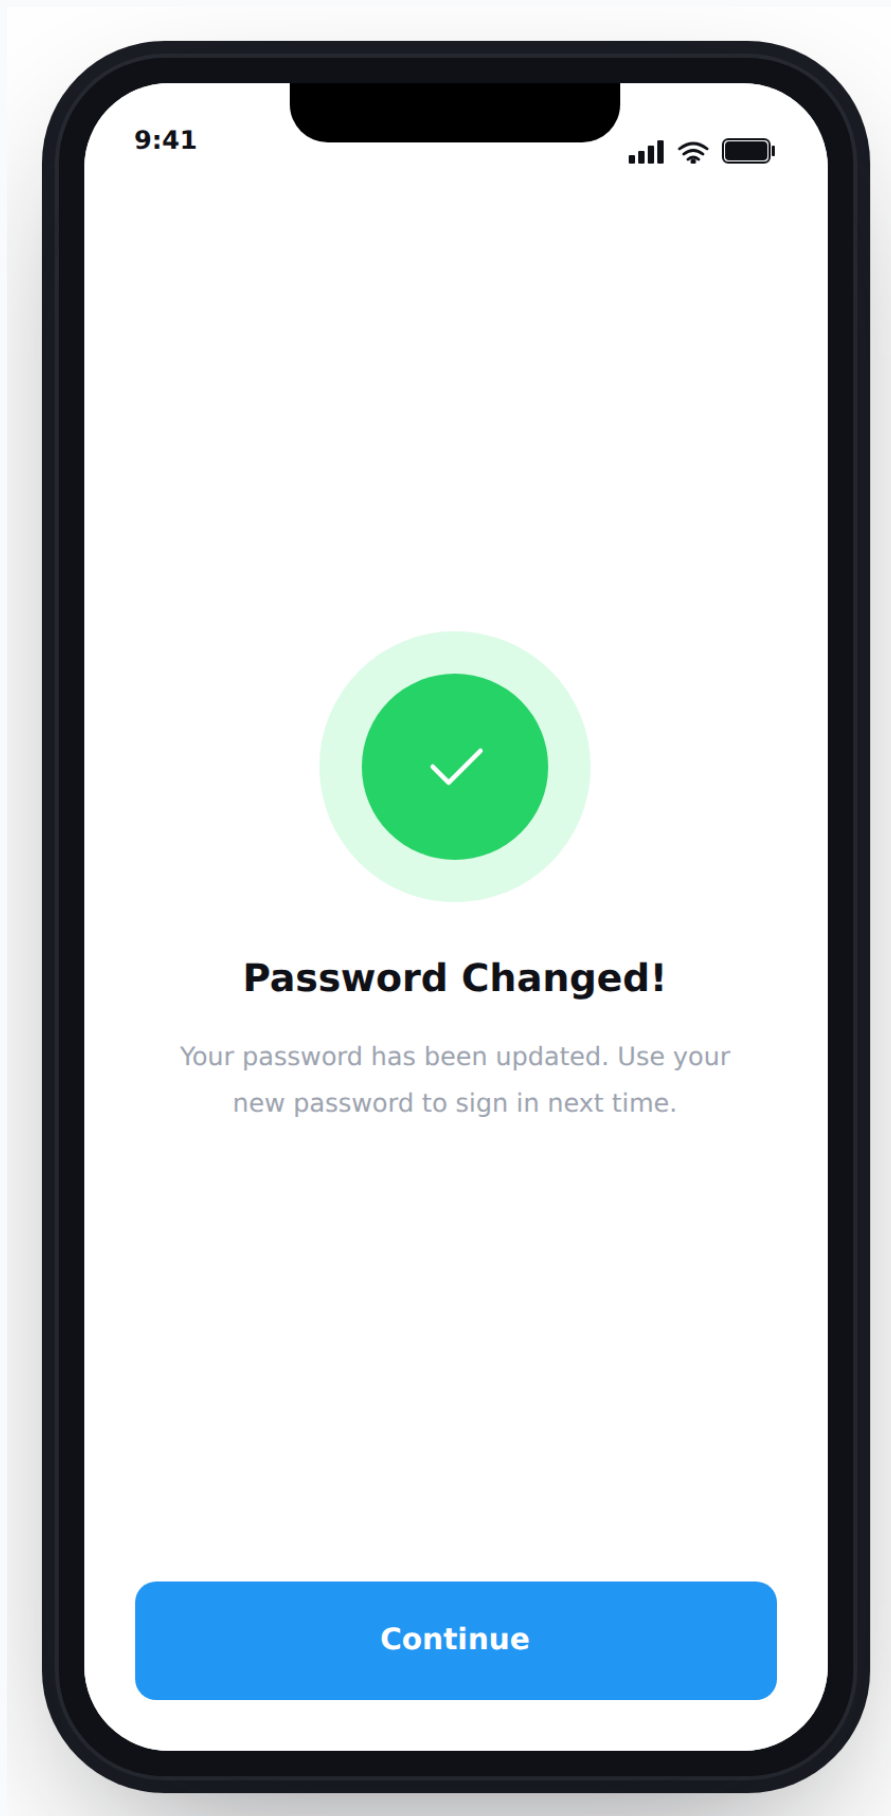 9:41
Password Changed!
Your password has been updated. Use your
new password to sign in next time.
Continue